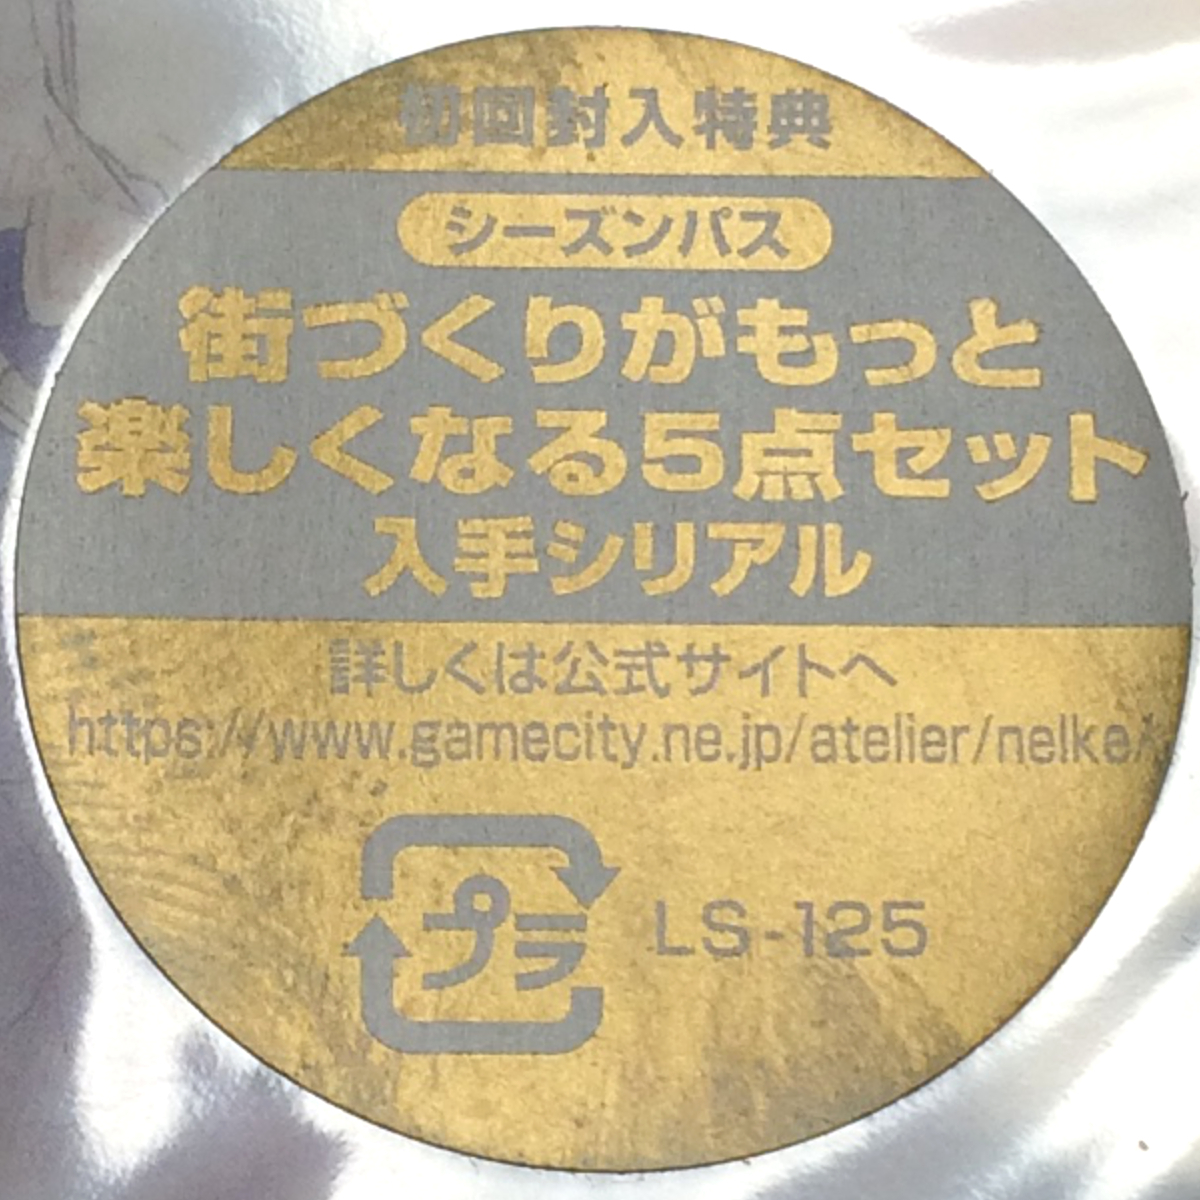 初回封入特典
シーズンパス
街づくりがもっと
楽しくなる5点セット
入手シリアル
詳しくは公式サイトへ
https://www.gamecity.ne.jp/atelier/nelke/
プラ LS-125